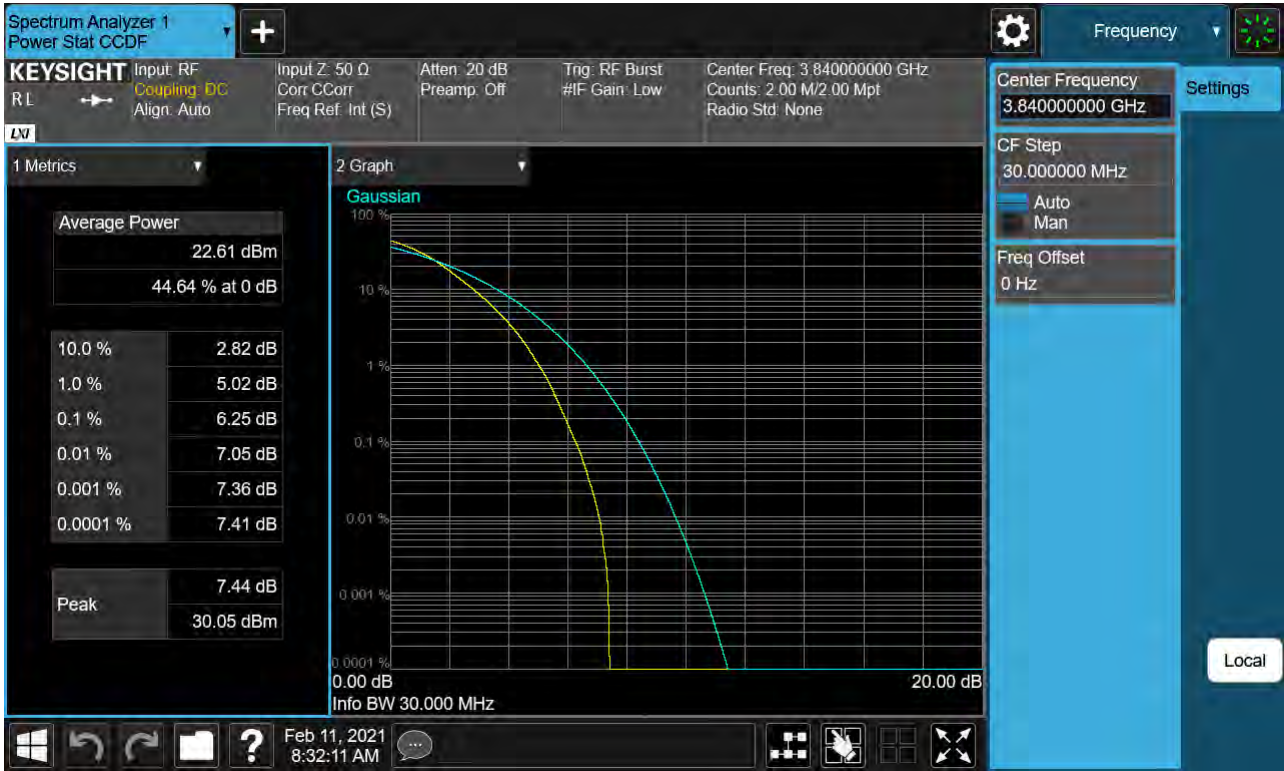 Spectrum Analyzer 1
Power Stat CCDF
+
Frequency
KEYSIGHT
R L
LXI
Input: RF
Coupling: DC
Align: Auto
Input Z: 50 Ω
Corr CCorr
Freq Ref: Int (S)
Atten: 20 dB
Preamp: Off
Trig: RF Burst
#IF Gain: Low
Center Freq: 3.840000000 GHz
Counts: 2.00 M/2.00 Mpt
Radio Std: None
Center Frequency
3.840000000 GHz
Settings
CF Step
30.000000 MHz
Auto
Man
Freq Offset
0 Hz
1 Metrics
Average Power
22.61 dBm
44.64 % at 0 dB
10.0 % 2.82 dB
1.0 % 5.02 dB
0.1 % 6.25 dB
0.01 % 7.05 dB
0.001 % 7.36 dB
0.0001 % 7.41 dB
Peak
7.44 dB
30.05 dBm
2 Graph
Gaussian
100 %
10 %
1 %
0.1 %
0.01 %
0.001 %
0.0001 %
0.00 dB 20.00 dB
Info BW 30.000 MHz
Local
?
Feb 11, 2021
8:32:11 AM